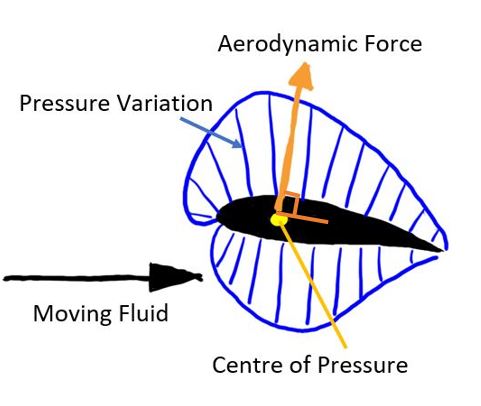 Aerodynamic Force
Pressure Variation
Moving Fluid
Centre of Pressure